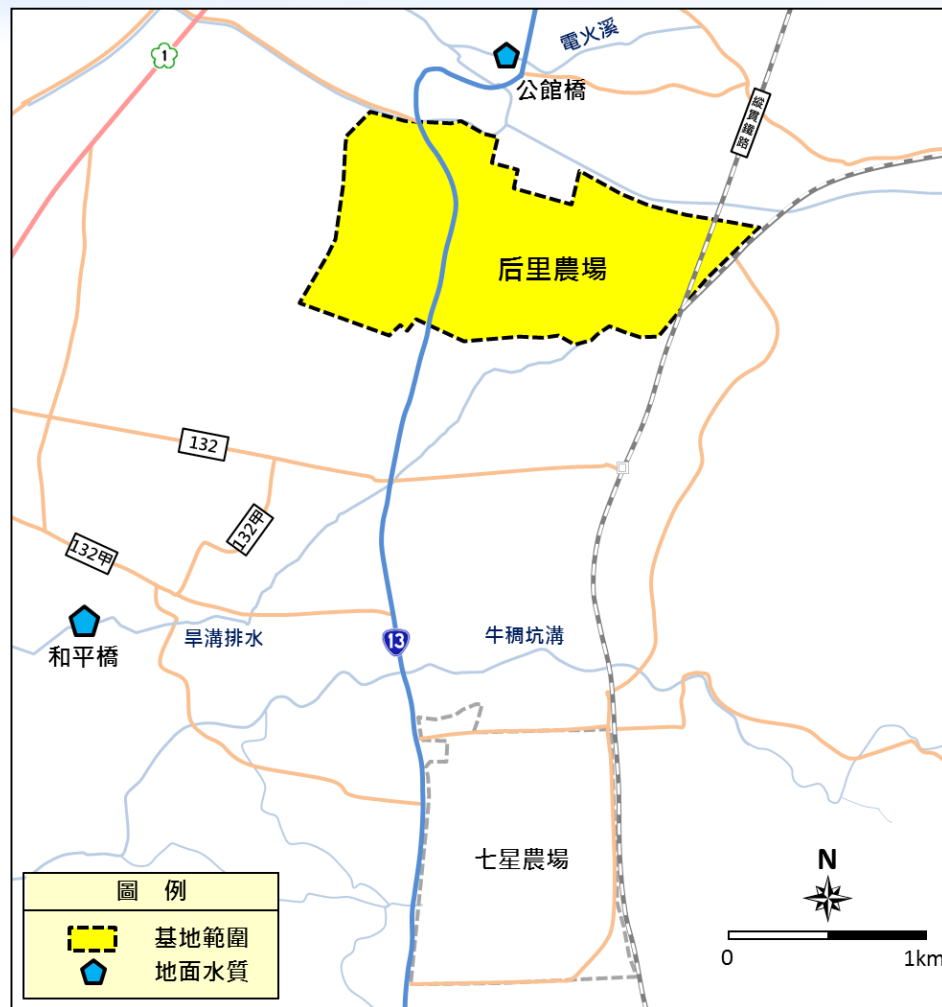 1
電火溪
公館橋
縱貫鐵路
后里農場
132
132甲
132甲
和平橋
旱溝排水
13
牛稠坑溝
七星農場
圖 例
基地範圍
地面水質
N
0
1km